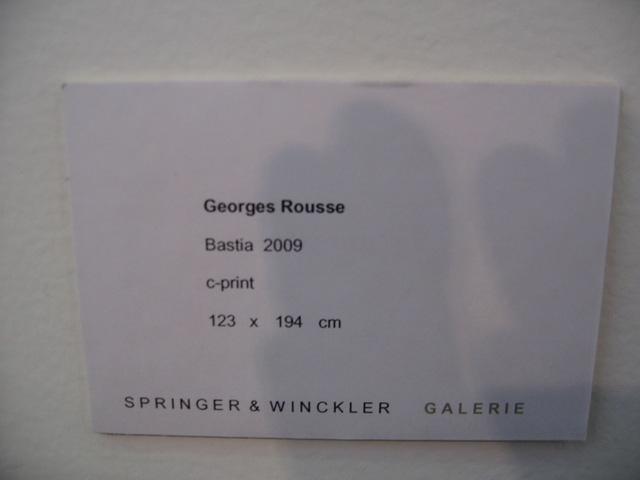 Georges Rousse
Bastia 2009
c-print
123 x 194 cm
SPRINGER & WINCKLER GALERIE